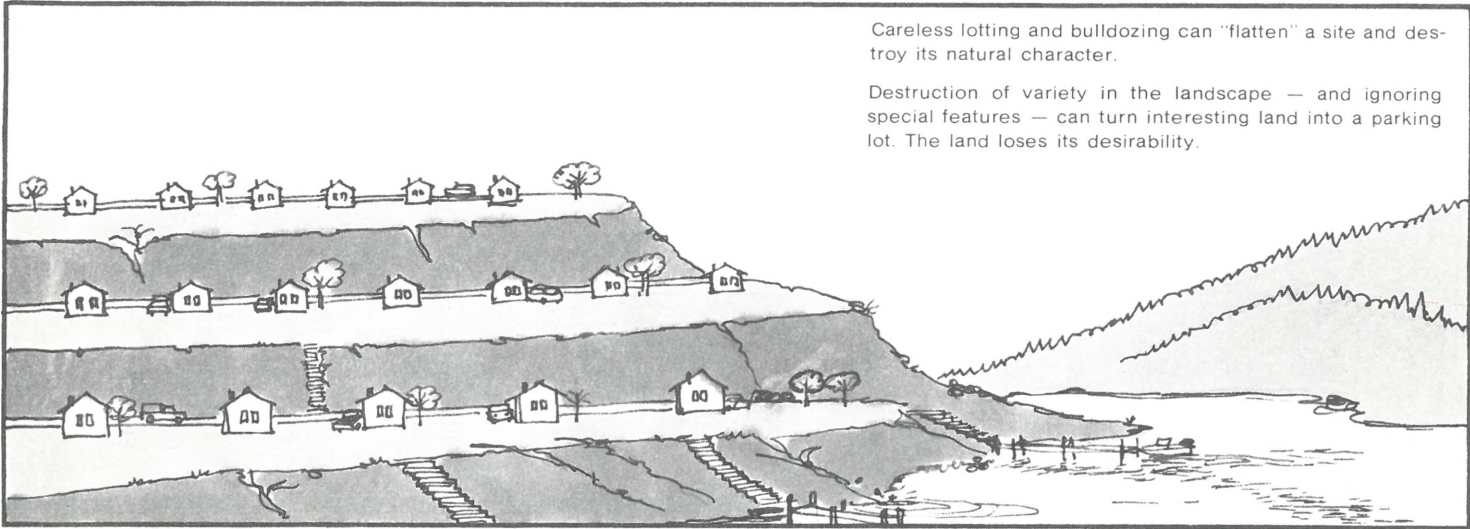 Careless lotting and bulldozing can "flatten" a site and des-
troy its natural character.
Destruction of variety in the landscape — and ignoring
special features — can turn interesting land into a parking
lot. The land loses its desirability.